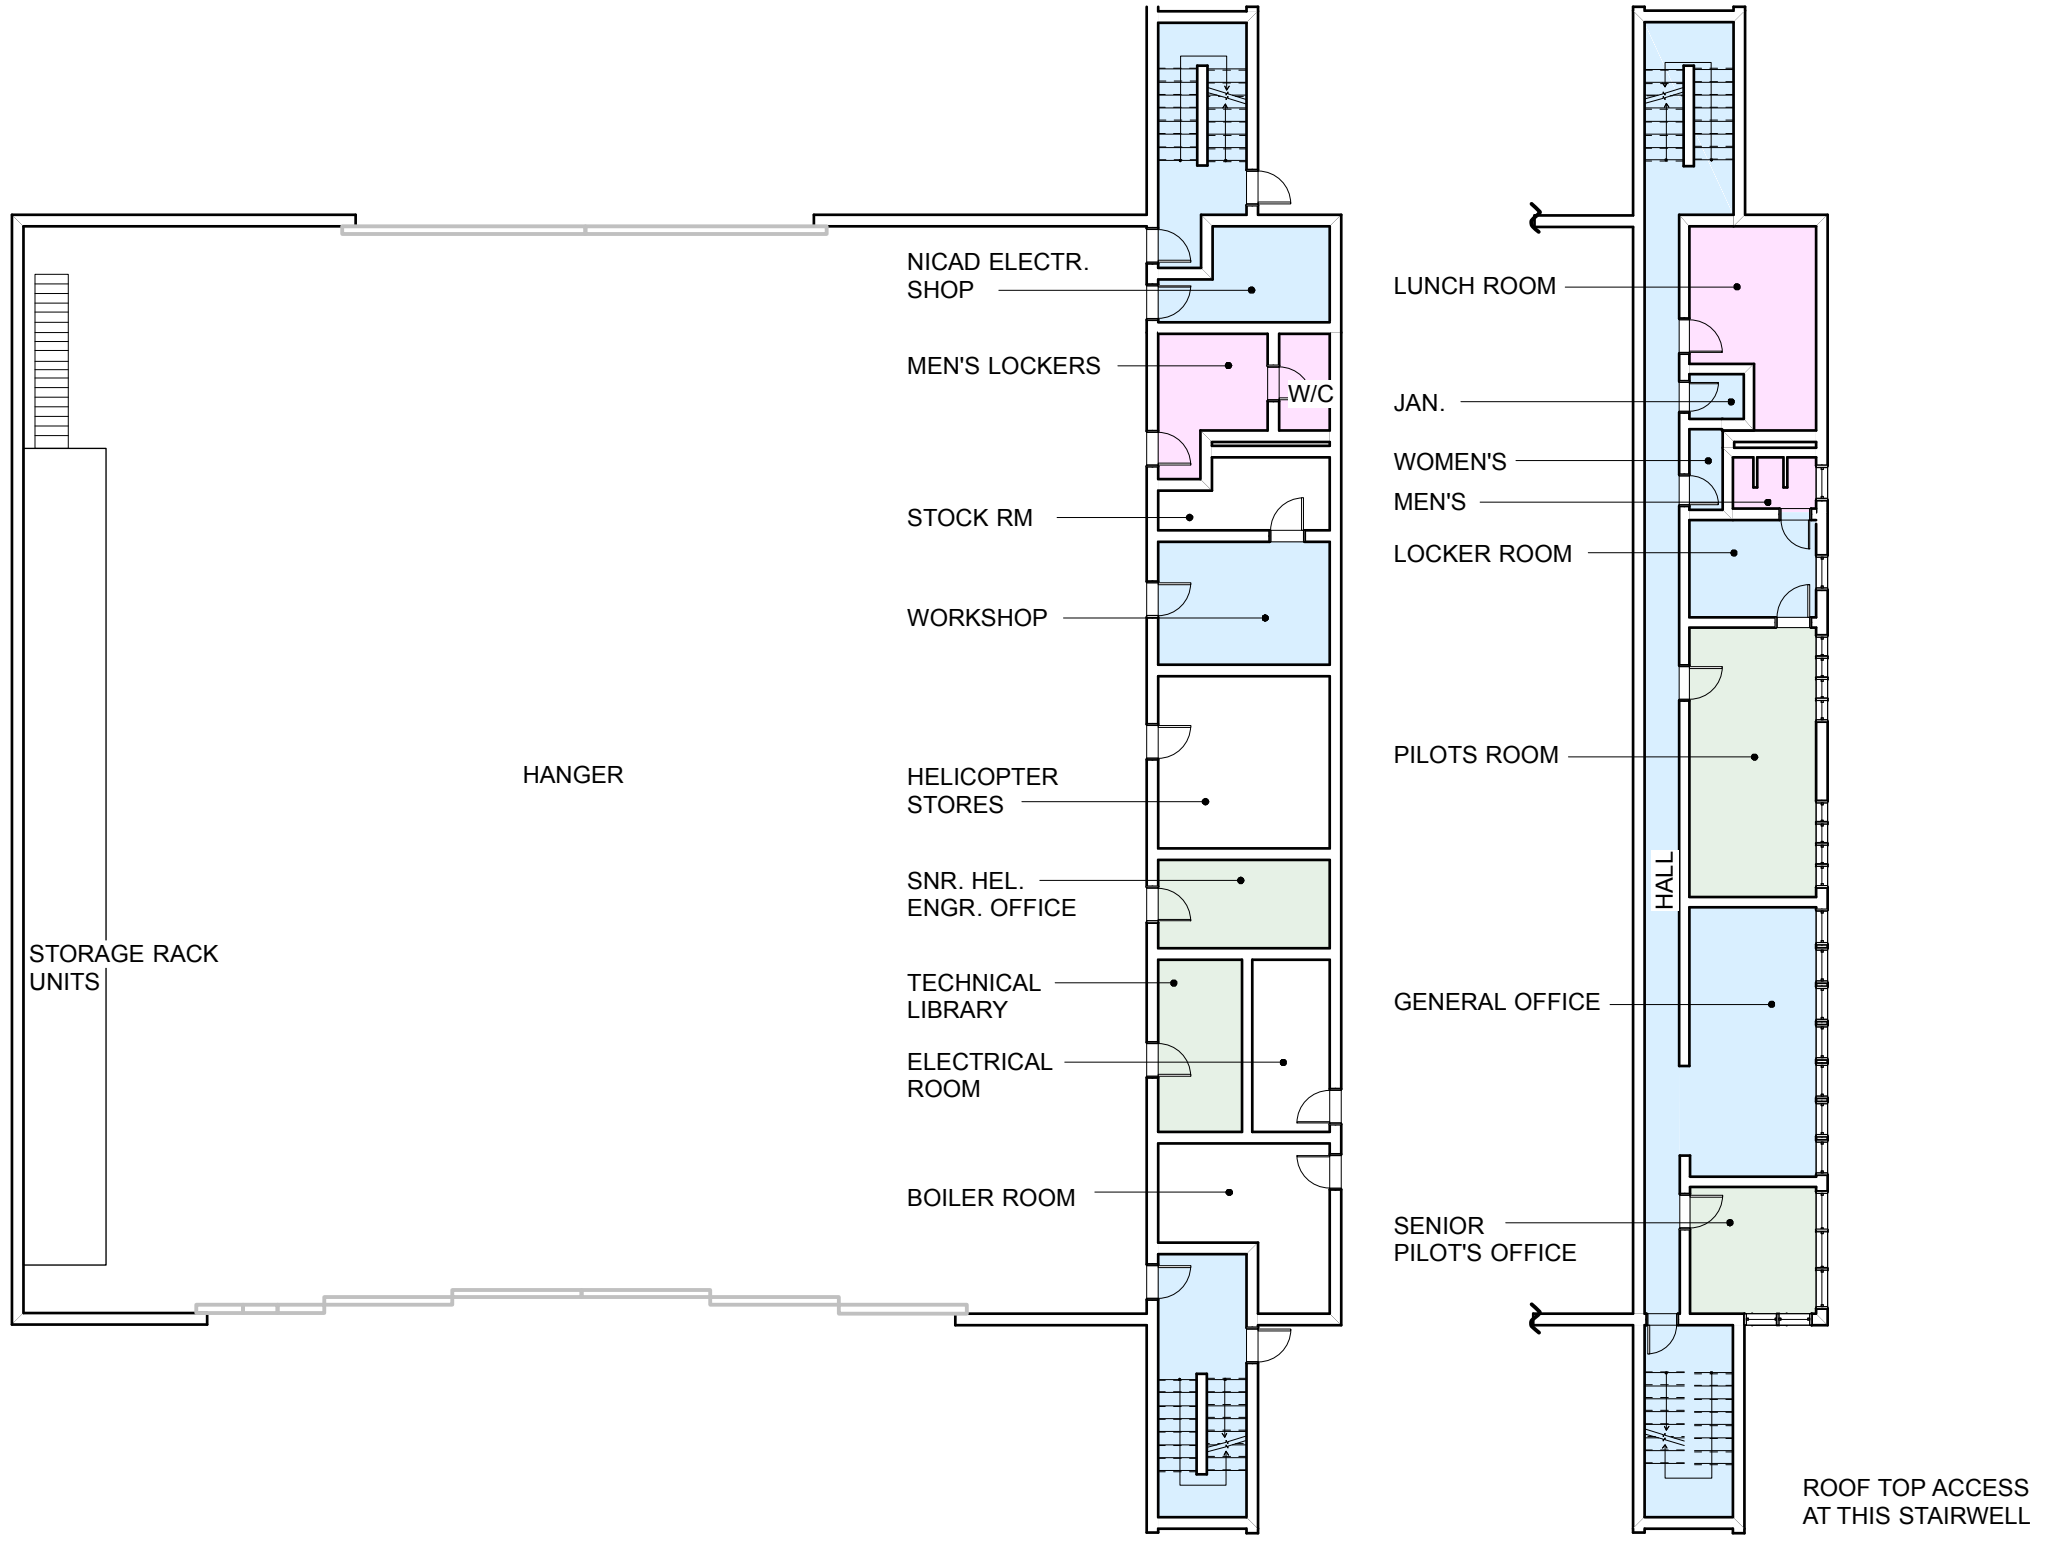 NICAD ELECTR.
SHOP
MEN'S LOCKERS
W/C
STOCK RM
WORKSHOP
HANGER
HELICOPTER
STORES
SNR. HEL.
ENGR. OFFICE
STORAGE RACK
UNITS
TECHNICAL
LIBRARY
ELECTRICAL
ROOM
BOILER ROOM
LUNCH ROOM
JAN.
WOMEN'S
MEN'S
LOCKER ROOM
PILOTS ROOM
HALL
GENERAL OFFICE
SENIOR
PILOT'S OFFICE
ROOF TOP ACCESS
AT THIS STAIRWELL